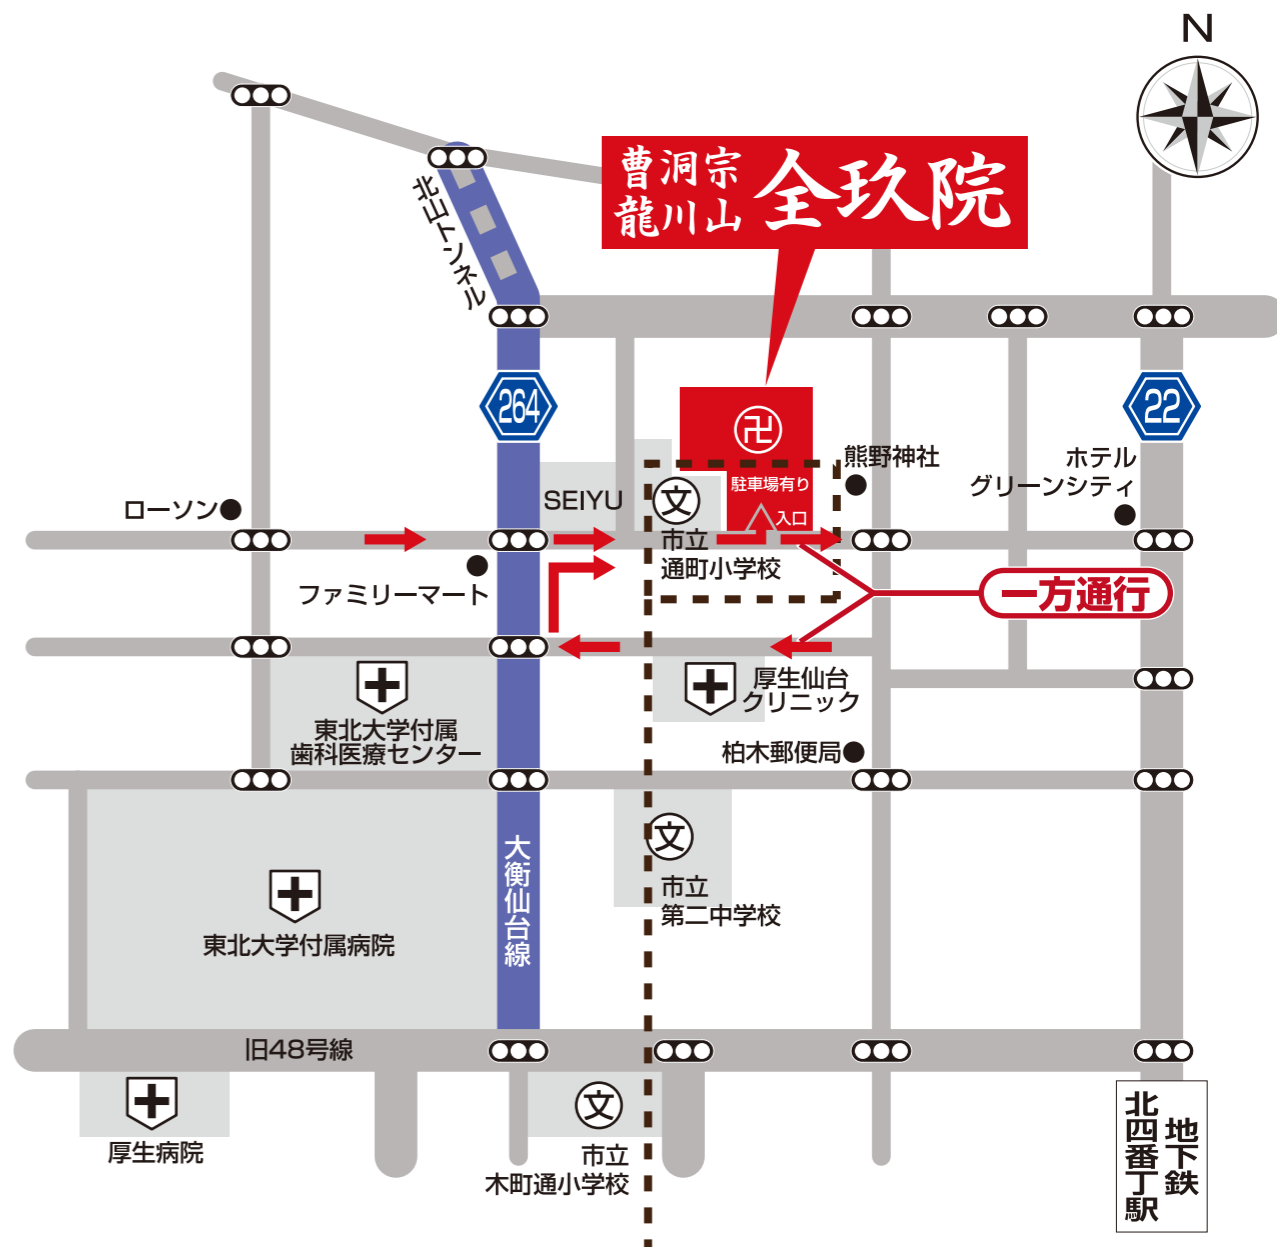 N
曹洞宗
龍川山
全玖院
北山トンネル
264
22
卍
駐車場有り
入口
熊野神社
ホテル
グリーンシティ
SEIYU
文
市立
通町小学校
ローソン
ファミリーマート
一方通行
東北大学付属
歯科医療センター
厚生仙台
クリニック
柏木郵便局
大衡仙台線
文
市立
第二中学校
東北大学付属病院
旧48号線
厚生病院
文
市立
木町通小学校
地下鉄
北四番丁駅